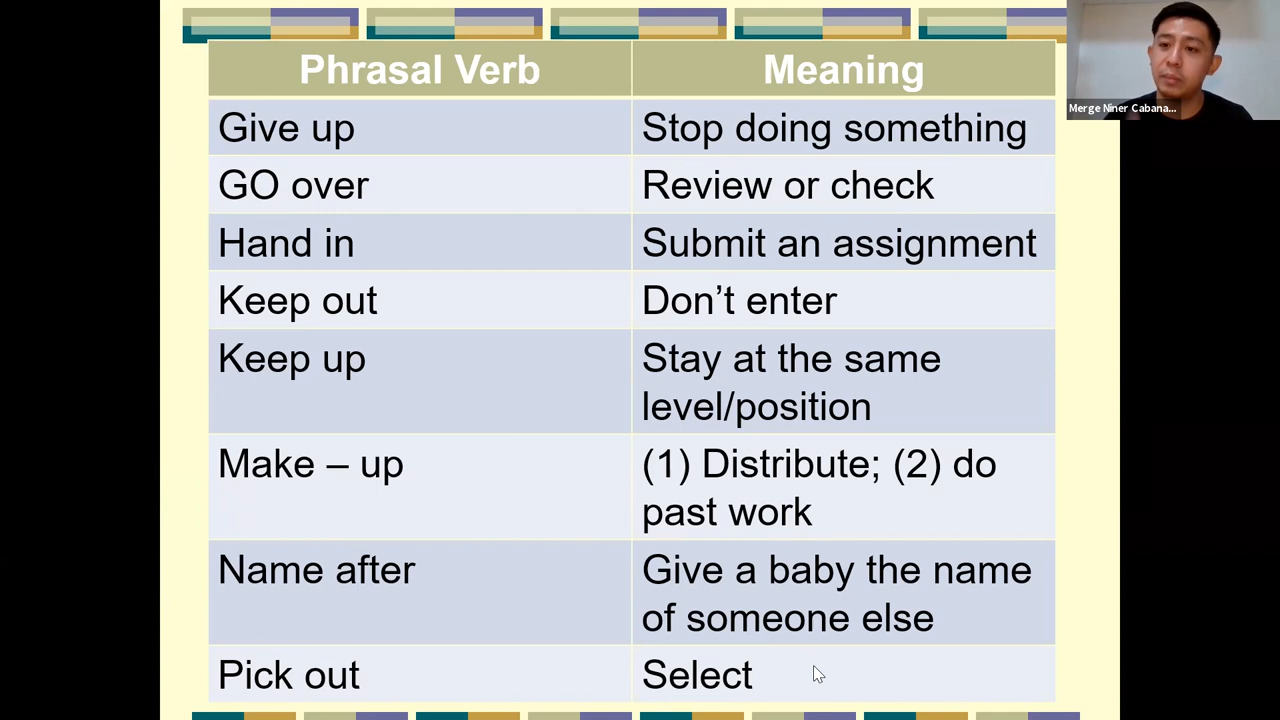 Phrasal Verb Meaning
Give up Stop doing something
GO over Review or check
Hand in Submit an assignment
Keep out Don’t enter
Keep up Stay at the same
level/position
Make – up (1) Distribute; (2) do
past work
Name after Give a baby the name
of someone else
Pick out Select
Merge Niner Cabana...